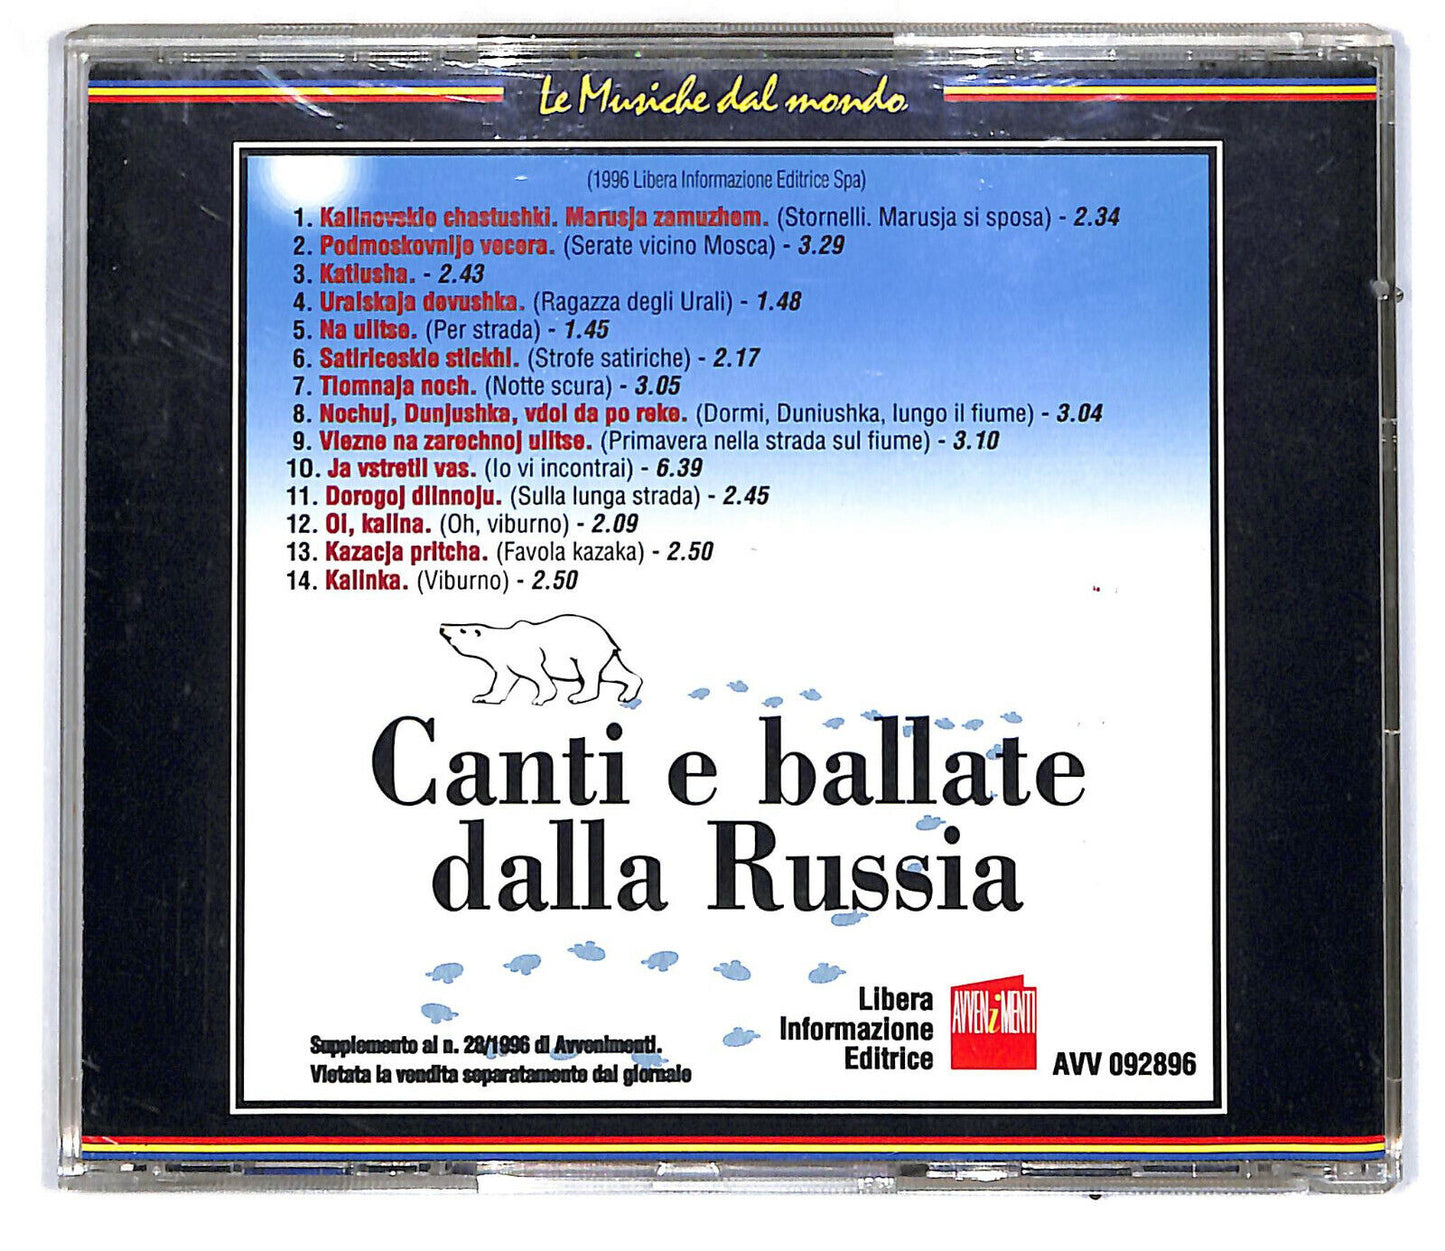 Le Musiche dal mondo
(1996 Libera Informazione Editrice Spa)
1. Kalinovskie chastushki. Marusja zamuzhem. (Stornelli. Marusja si sposa) - 2.34
2. Podmoskovnije vecera. (Serate vicino Mosca) - 3.29
3. Katiusha. - 2.43
4. Uralskaja devushka. (Ragazza degli Urali) - 1.48
5. Na ulitse. (Per strada) - 1.45
6. Satiriceskie stickhi. (Strofe satiriche) - 2.17
7. Tiomnaja noch. (Notte scura) - 3.05
8. Nochuj, Dunjushka, vdol da po reke. (Dormi, Duniushka, lungo il fiume) - 3.04
9. Viezne na zarechnoj ulitse. (Primavera nella strada sul fiume) - 3.10
10. Ja vstretil vas. (Io vi incontrai) - 6.39
11. Dorogoj dlinnoju. (Sulla lunga strada) - 2.45
12. Oi, kalina. (Oh, viburno) - 2.09
13. Kazacja pritcha. (Favola kazaka) - 2.50
14. Kalinka. (Viburno) - 2.50
Canti e ballate
dalla Russia
Supplemento al n. 28/1996 di Avvenimenti.
Vietata la vendita separatamente dal giornale
Libera
Informazione
Editrice
AVVENiMENTI
AVV 092896